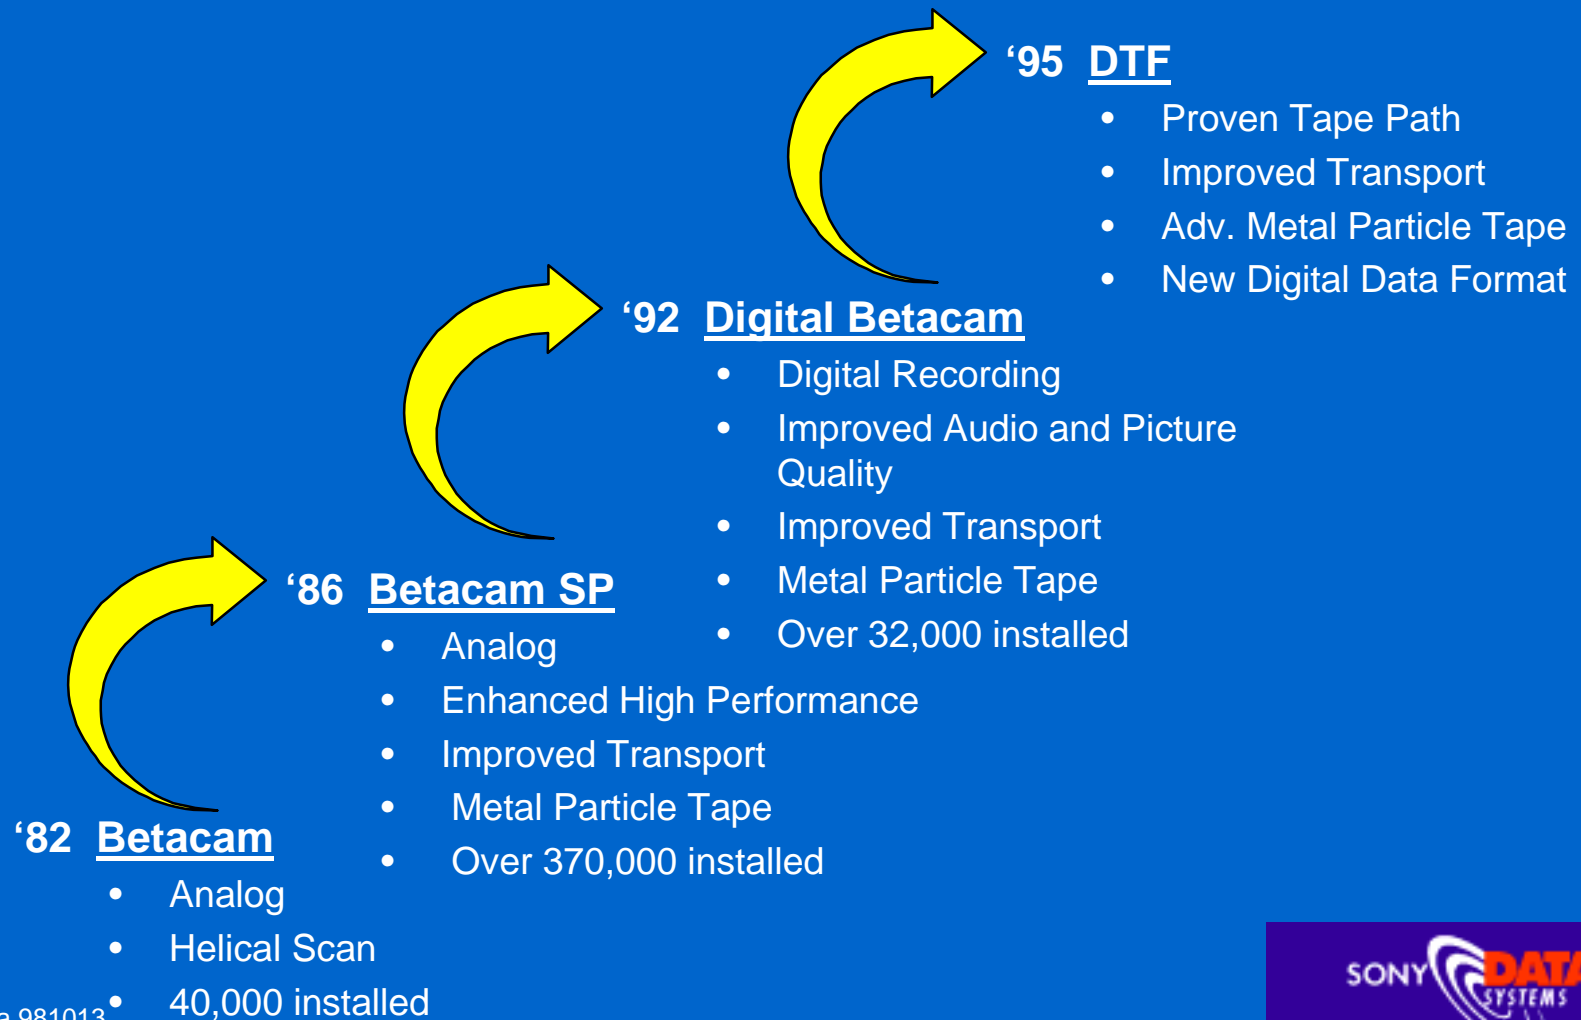 ‘95 DTF
• Proven Tape Path
• Improved Transport
• Adv. Metal Particle Tape
• New Digital Data Format
‘92 Digital Betacam
• Digital Recording
• Improved Audio and Picture
Quality
• Improved Transport
• Metal Particle Tape
• Over 32,000 installed
‘86 Betacam SP
• Analog
• Enhanced High Performance
• Improved Transport
• Metal Particle Tape
• Over 370,000 installed
‘82 Betacam
• Analog
• Helical Scan
• 40,000 installed
a 981013
SONY DATA
SYSTEMS